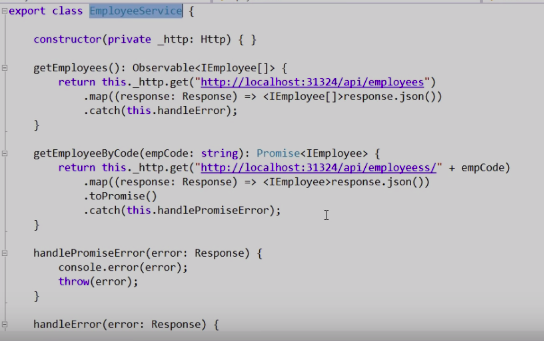 export class EmployeeService {
constructor(private _http: Http) { }
getEmployees(): Observable<IEmployee[]> {
return this._http.get("http://localhost:31324/api/employees")
.map((response: Response) => <IEmployee[]>response.json())
.catch(this.handleError);
}
getEmployeeByCode(empCode: string): Promise<IEmployee> {
return this._http.get("http://localhost:31324/api/employeess/" + empCode)
.map((response: Response) => <IEmployee>response.json())
.toPromise()
.catch(this.handlePromiseError);
}
handlePromiseError(error: Response) {
console.error(error);
throw(error);
}
handleError(error: Response) {